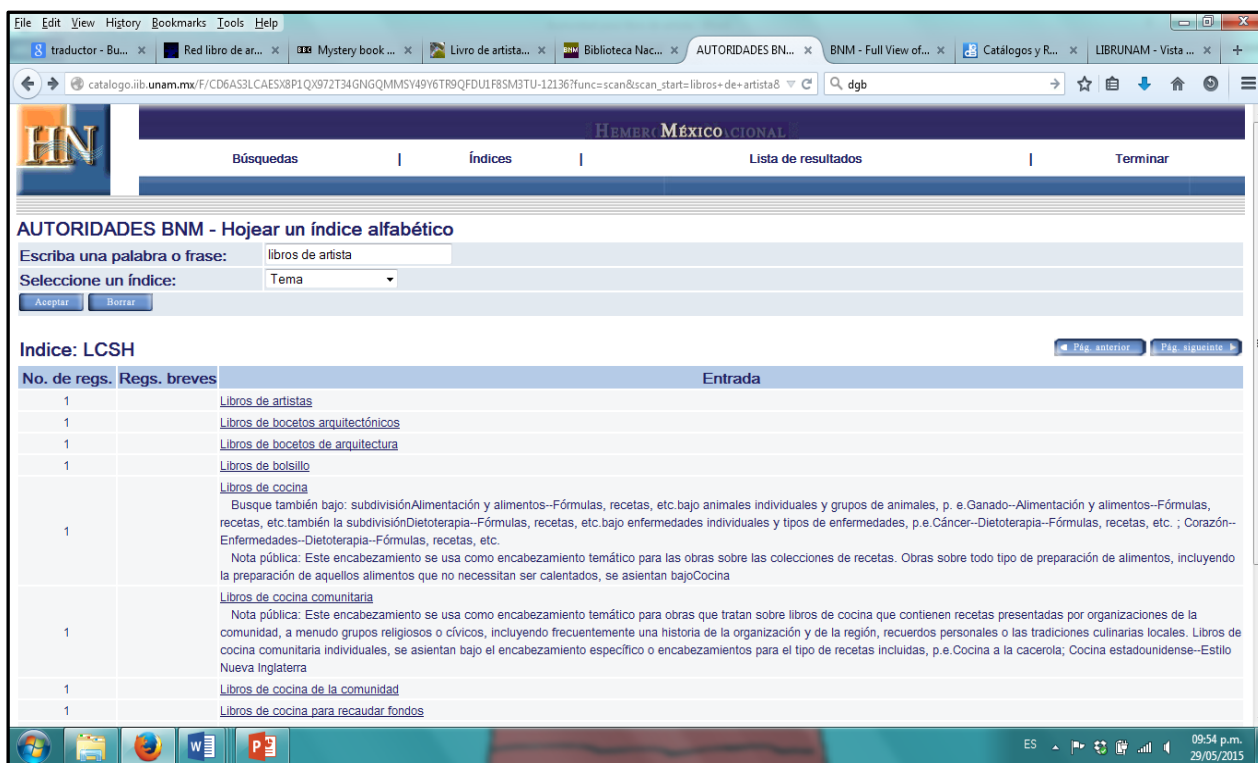 File Edit View History Bookmarks Tools Help
traductor - Bu... × Red libro de ar... × Mystery book ... × Livro de artista... × BNM Biblioteca Nac... × AUTORIDADES BN... × BNM - Full View of... × Catálogos y R... × LIBRUNAM - Vista ... × +
catalogo.iib.unam.mx/F/CD6AS3LCAESX8P1QX972T34GNGQMMSY49Y6TR9QFDU1F8SM3TU-12136?func=scan&scan_start=libros+de+artista& dgb
HN
HEMERO MÉXICO ACIONAL
Búsquedas | Índices | Lista de resultados | Terminar
AUTORIDADES BNM - Hojear un índice alfabético
Escriba una palabra o frase: libros de artista
Seleccione un índice: Tema
Aceptar Borrar
Indice: LCSH Pág. anterior Pág. sigueinte
No. de regs. Regs. breves Entrada
1 Libros de artistas
1 Libros de bocetos arquitectónicos
1 Libros de bocetos de arquitectura
1 Libros de bolsillo
Libros de cocina
Busque también bajo: subdivisiónAlimentación y alimentos--Fórmulas, recetas, etc.bajo animales individuales y grupos de animales, p. e.Ganado--Alimentación y alimentos--Fórmulas,
1 recetas, etc.también la subdivisiónDietoterapia--Fórmulas, recetas, etc.bajo enfermedades individuales y tipos de enfermedades, p.e.Cáncer--Dietoterapia--Fórmulas, recetas, etc. ; Corazón--
Enfermedades--Dietoterapia--Fórmulas, recetas, etc.
Nota pública: Este encabezamiento se usa como encabezamiento temático para las obras sobre las colecciones de recetas. Obras sobre todo tipo de preparación de alimentos, incluyendo
la preparación de aquellos alimentos que no necessitan ser calentados, se asientan bajoCocina
Libros de cocina comunitaria
Nota pública: Este encabezamiento se usa como encabezamiento temático para obras que tratan sobre libros de cocina que contienen recetas presentadas por organizaciones de la
1 comunidad, a menudo grupos religiosos o cívicos, incluyendo frecuentemente una historia de la organización y de la región, recuerdos personales o las tradiciones culinarias locales. Libros de
cocina comunitaria individuales, se asientan bajo el encabezamiento específico o encabezamientos para el tipo de recetas incluidas, p.e.Cocina a la cacerola; Cocina estadounidense--Estilo
Nueva Inglaterra
1 Libros de cocina de la comunidad
1 Libros de cocina para recaudar fondos
ES 09:54 p.m.
29/05/2015